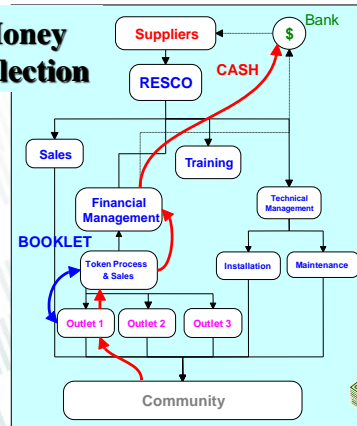 Money
lection
Bank
$
Suppliers
CASH
RESCO
Sales
Training
Financial
Management
Technical
Management
BOOKLET
Token Process
& Sales
Installation
Maintenance
Outlet 1
Outlet 2
Outlet 3
Community